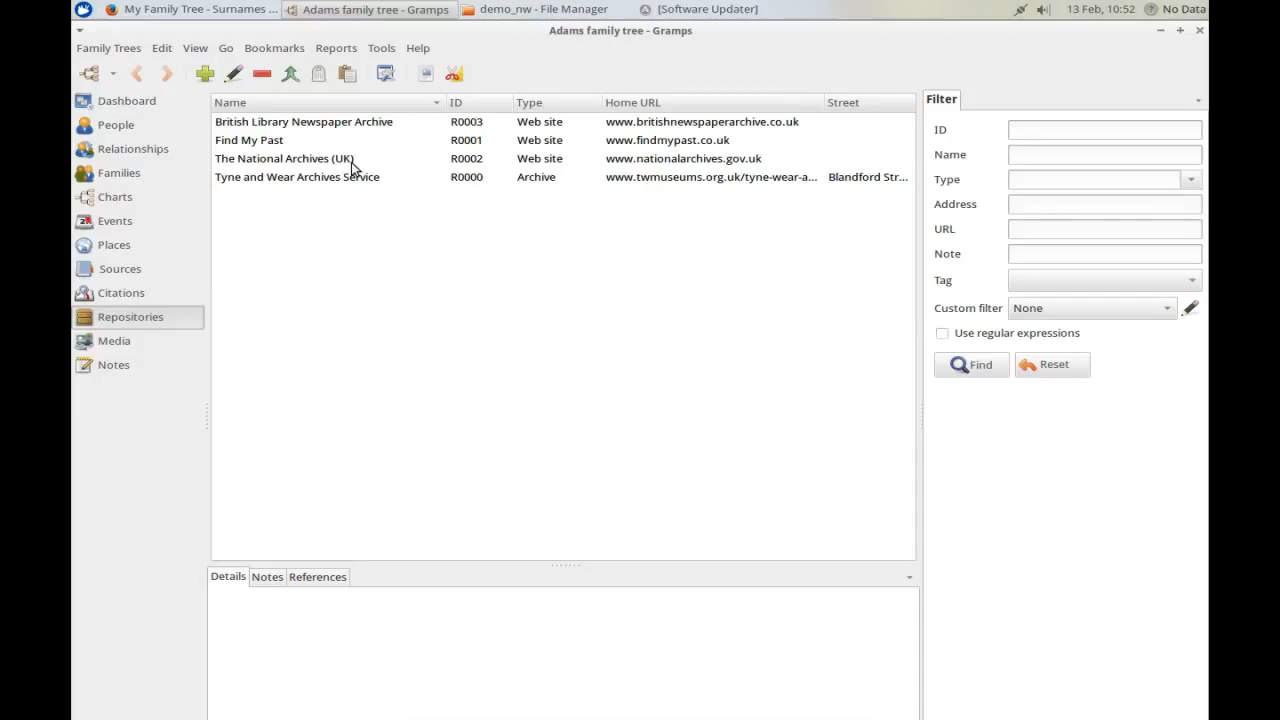 My Family Tree - Surnames ...
Adams family tree - Gramps
demo_nw - File Manager
[Software Updater]
13 Feb, 10:52
No Data
Adams family tree - Gramps
Family Trees Edit View Go Bookmarks Reports Tools Help
Dashboard
People
Relationships
Families
Charts
Events
Places
Sources
Citations
Repositories
Media
Notes
Name ID Type Home URL Street
British Library Newspaper Archive R0003 Web site www.britishnewspaperarchive.co.uk
Find My Past R0001 Web site www.findmypast.co.uk
The National Archives (UK) R0002 Web site www.nationalarchives.gov.uk
Tyne and Wear Archives Service R0000 Archive www.twmuseums.org.uk/tyne-wear-a... Blandford Str...
Details Notes References
Filter
ID
Name
Type
Address
URL
Note
Tag
Custom filter None
Use regular expressions
Find Reset